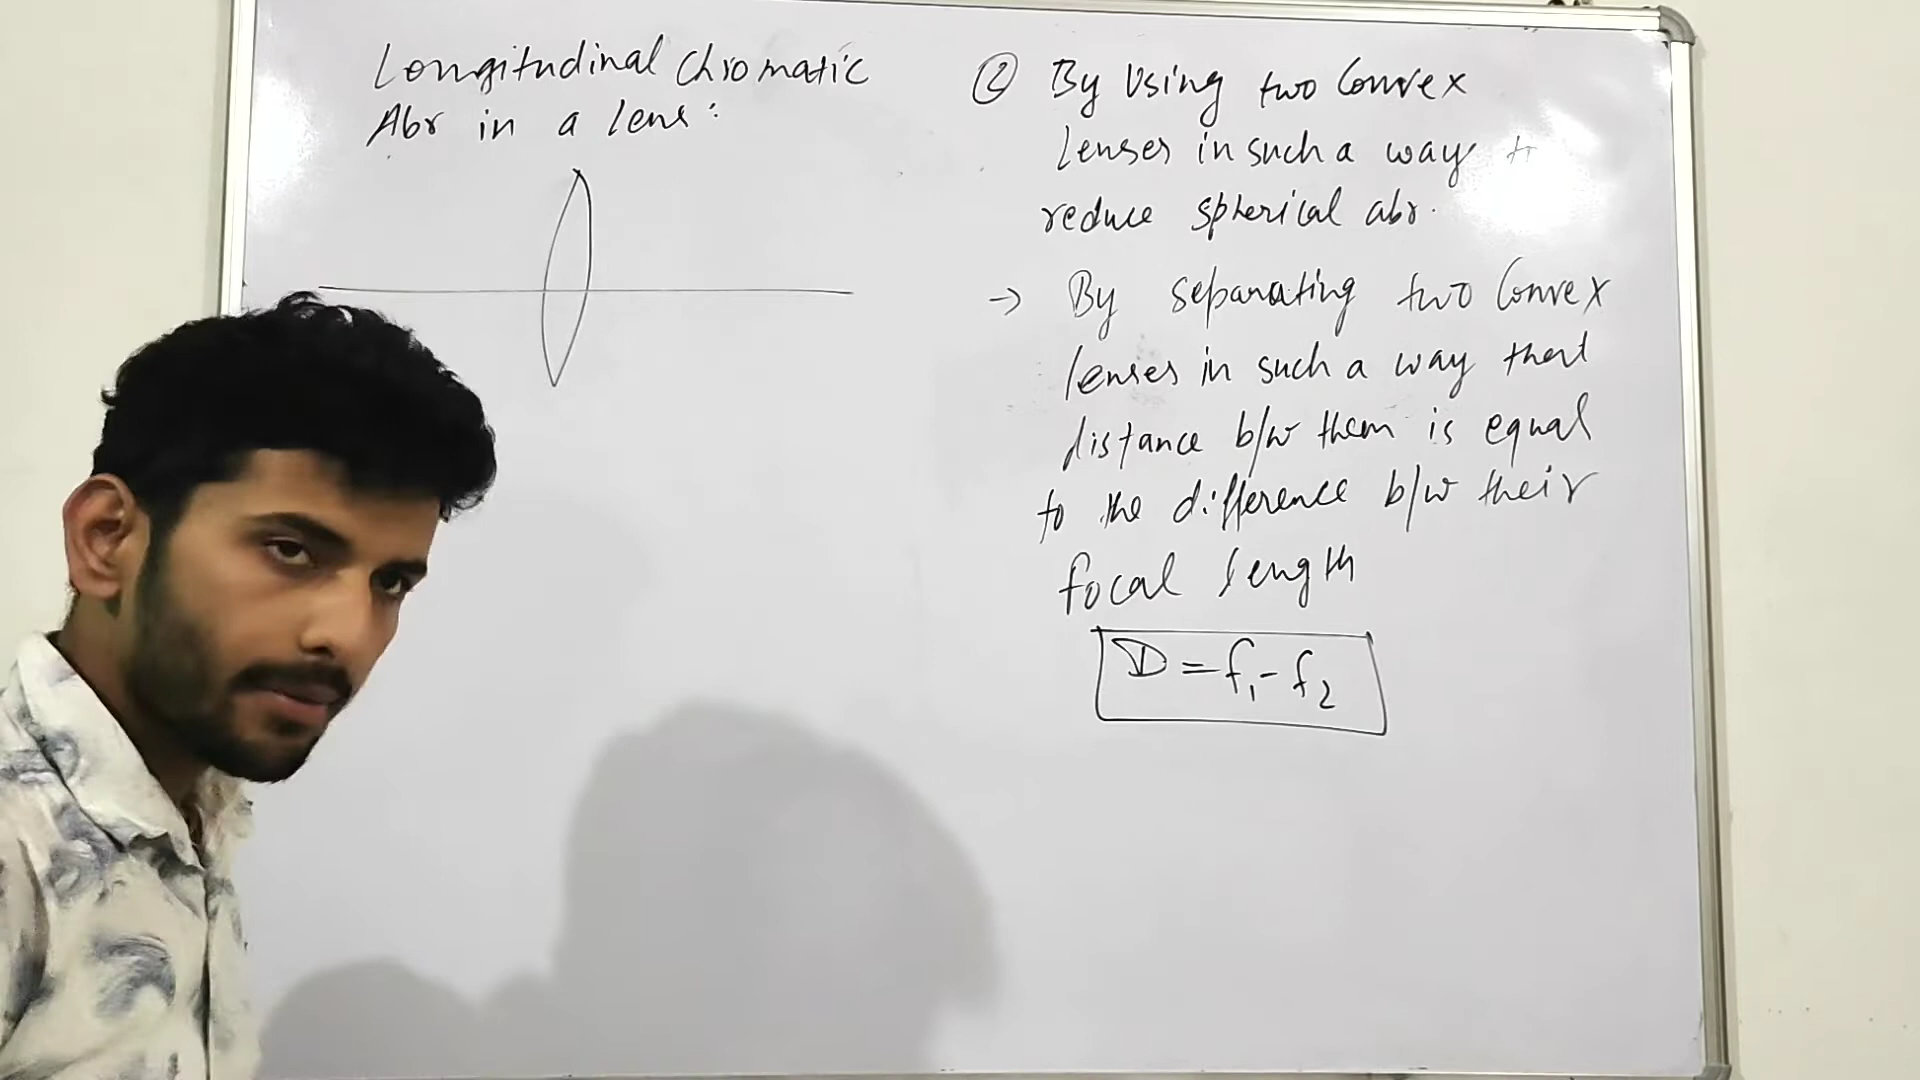 Longitudinal Chromatic
Abr in a lens:
② By Using two Convex
lenses in such a way to
reduce spherical abr.
→ By separating two Convex
lenses in such a way that
distance b/w them is equal
to the difference b/w their
focal length
D = f₁ - f₂